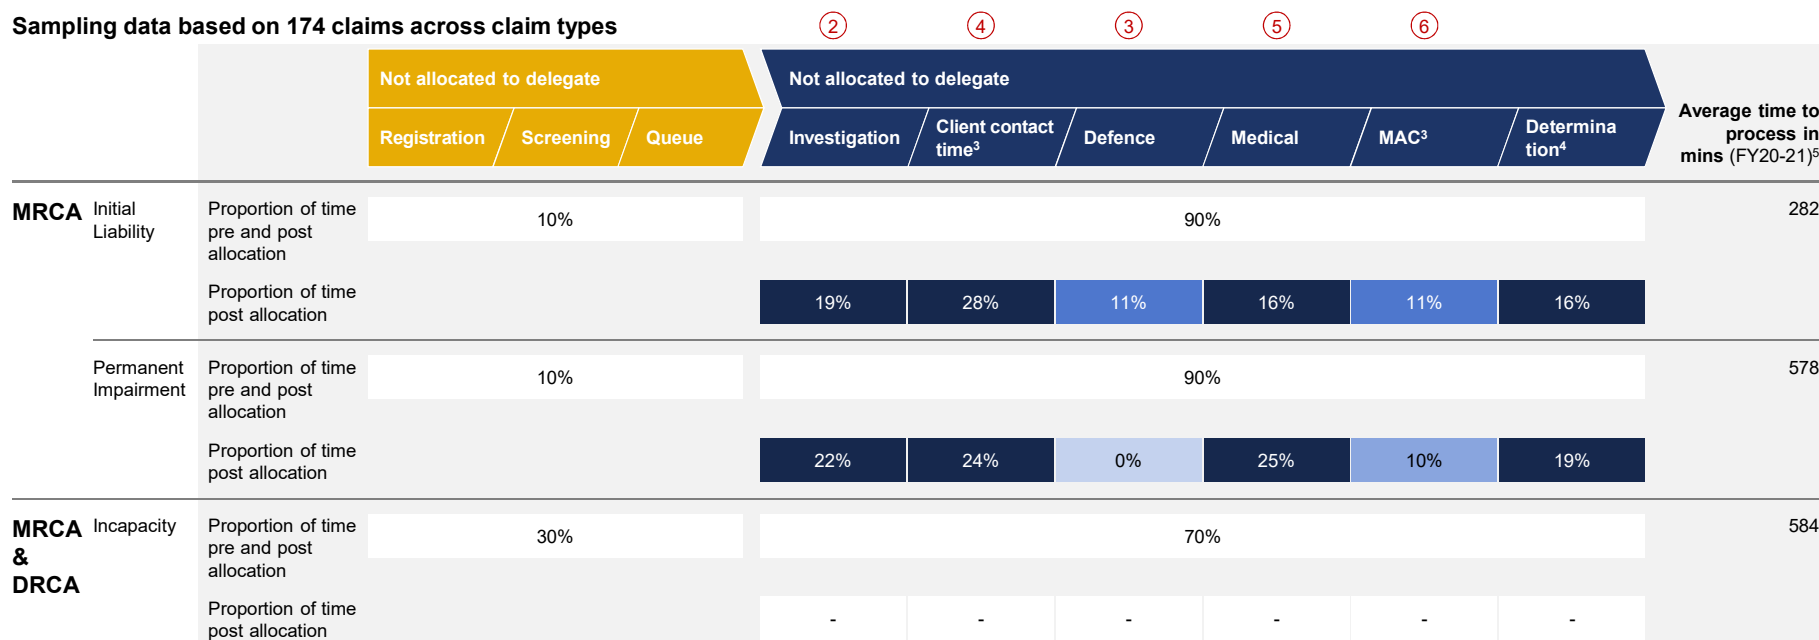 Sampling data based on 174 claims across claim types
2 4 3 5 6
Not allocated to delegate
Not allocated to delegate
Registration
Screening
Queue
Investigation
Client contact
time3
Defence
Medical
MAC3
Determina
tion4
Average time to
process in
mins (FY20-21)5
MRCA
Initial
Liability
Proportion of time
pre and post
allocation
10%
90%
282
Proportion of time
post allocation
19% 28% 11% 16% 11% 16%
Permanent
Impairment
Proportion of time
pre and post
allocation
10%
90%
578
Proportion of time
post allocation
22% 24% 0% 25% 10% 19%
MRCA
&
DRCA
Incapacity
Proportion of time
pre and post
allocation
30%
70%
584
Proportion of time
post allocation
- - - - - -